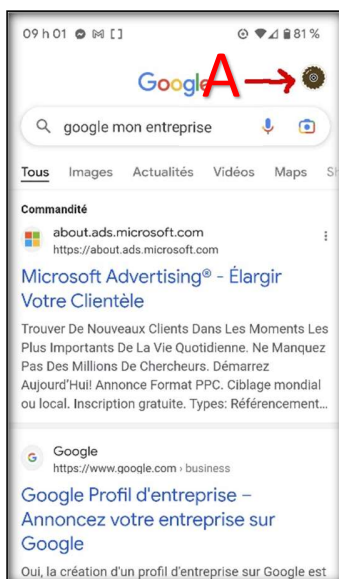 09 h 01 81 %
Google A
google mon entreprise
Tous Images Actualités Vidéos Maps
Commandité
about.ads.microsoft.com
https://about.ads.microsoft.com
Microsoft Advertising® - Élargir
Votre Clientèle
Trouver De Nouveaux Clients Dans Les Moments Les
Plus Importants De La Vie Quotidienne. Ne Manquez
Pas Des Millions De Chercheurs. Démarrez
Aujourd'Hui! Annonce Format PPC. Ciblage mondial
ou local. Inscription gratuite. Types: Référencement...
G Google
https://www.google.com › business
Google Profil d'entreprise –
Annoncez votre entreprise sur
Google
Oui, la création d'un profil d'entreprise sur Google est